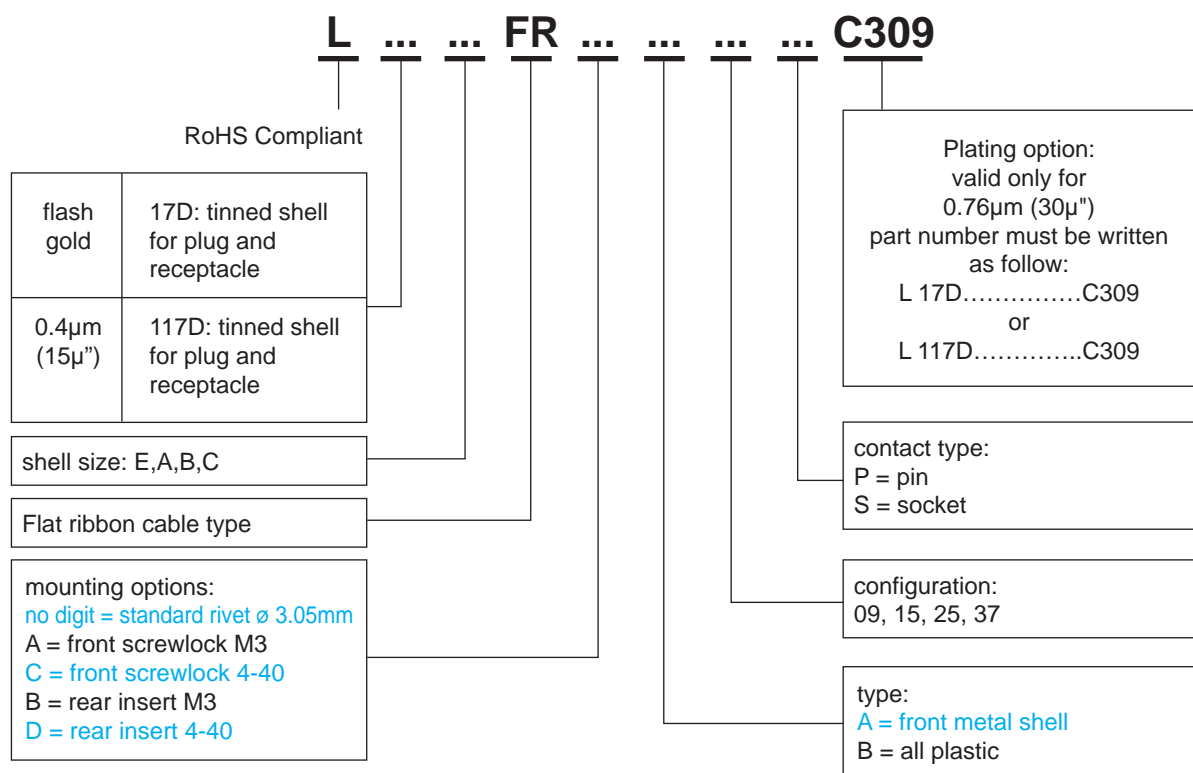 L ... ... FR ... ... ... ... C309
RoHS Compliant
flash
gold
17D: tinned shell
for plug and
receptacle
0.4µm
(15µ”)
117D: tinned shell
for plug and
receptacle
shell size: E,A,B,C
Flat ribbon cable type
mounting options:
no digit = standard rivet ø 3.05mm
A = front screwlock M3
C = front screwlock 4-40
B = rear insert M3
D = rear insert 4-40
Plating option:
valid only for
0.76µm (30µ")
part number must be written
as follow:
L 17D……………C309
or
L 117D…………..C309
contact type:
P = pin
S = socket
configuration:
09, 15, 25, 37
type:
A = front metal shell
B = all plastic